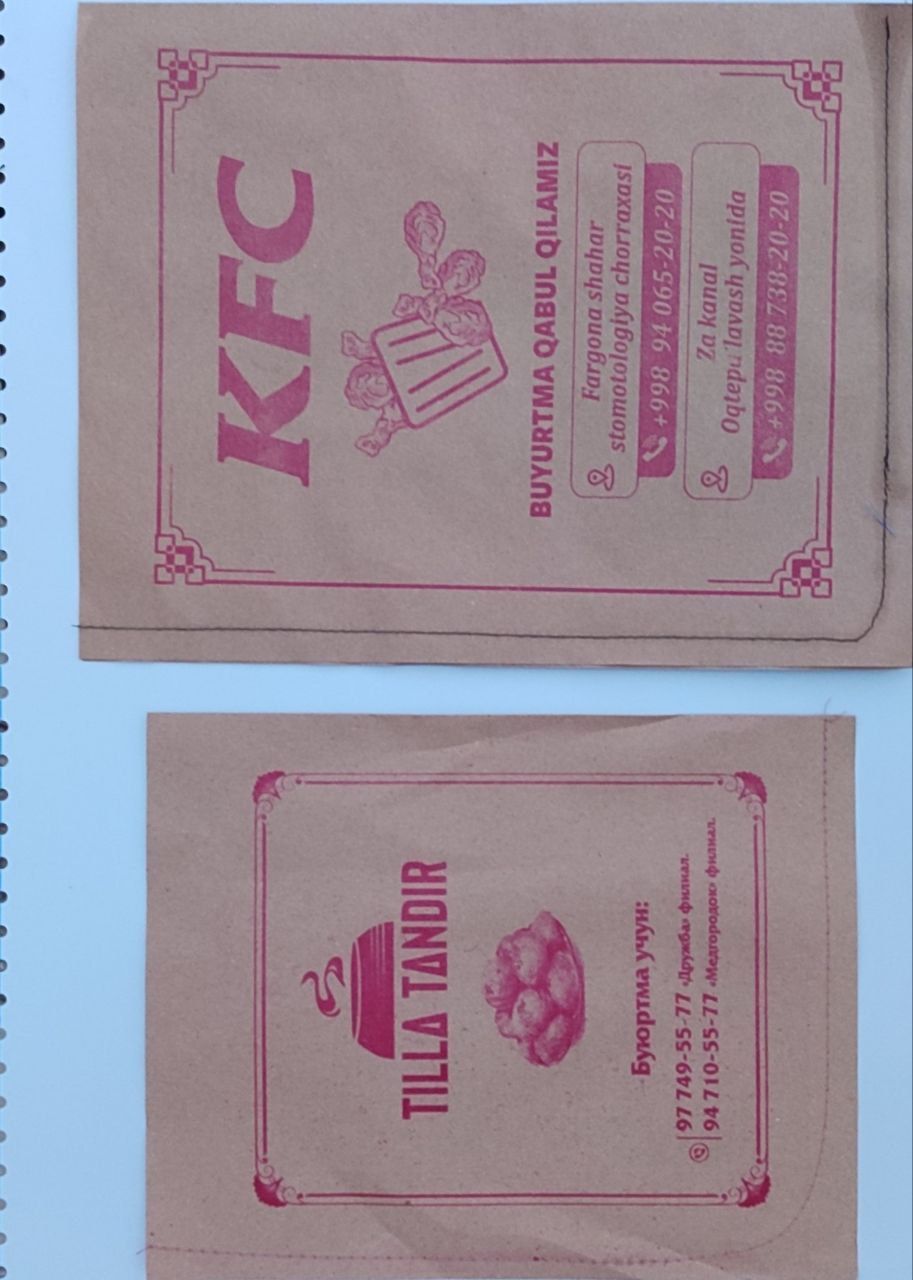 KFC
BUYURTMA QABUL QILAMIZ
Fargona shahar
stomotologiya chorraxasi
+998 94 065-20-20
Za kanal
Oqtepa lavash yonida
+998 88 738-20-20
TILLA TANDIR
Буюортма учун:
97 749-55-77 «Дружба» филиал.
94 710-55-77 «Медгородок» филиал.